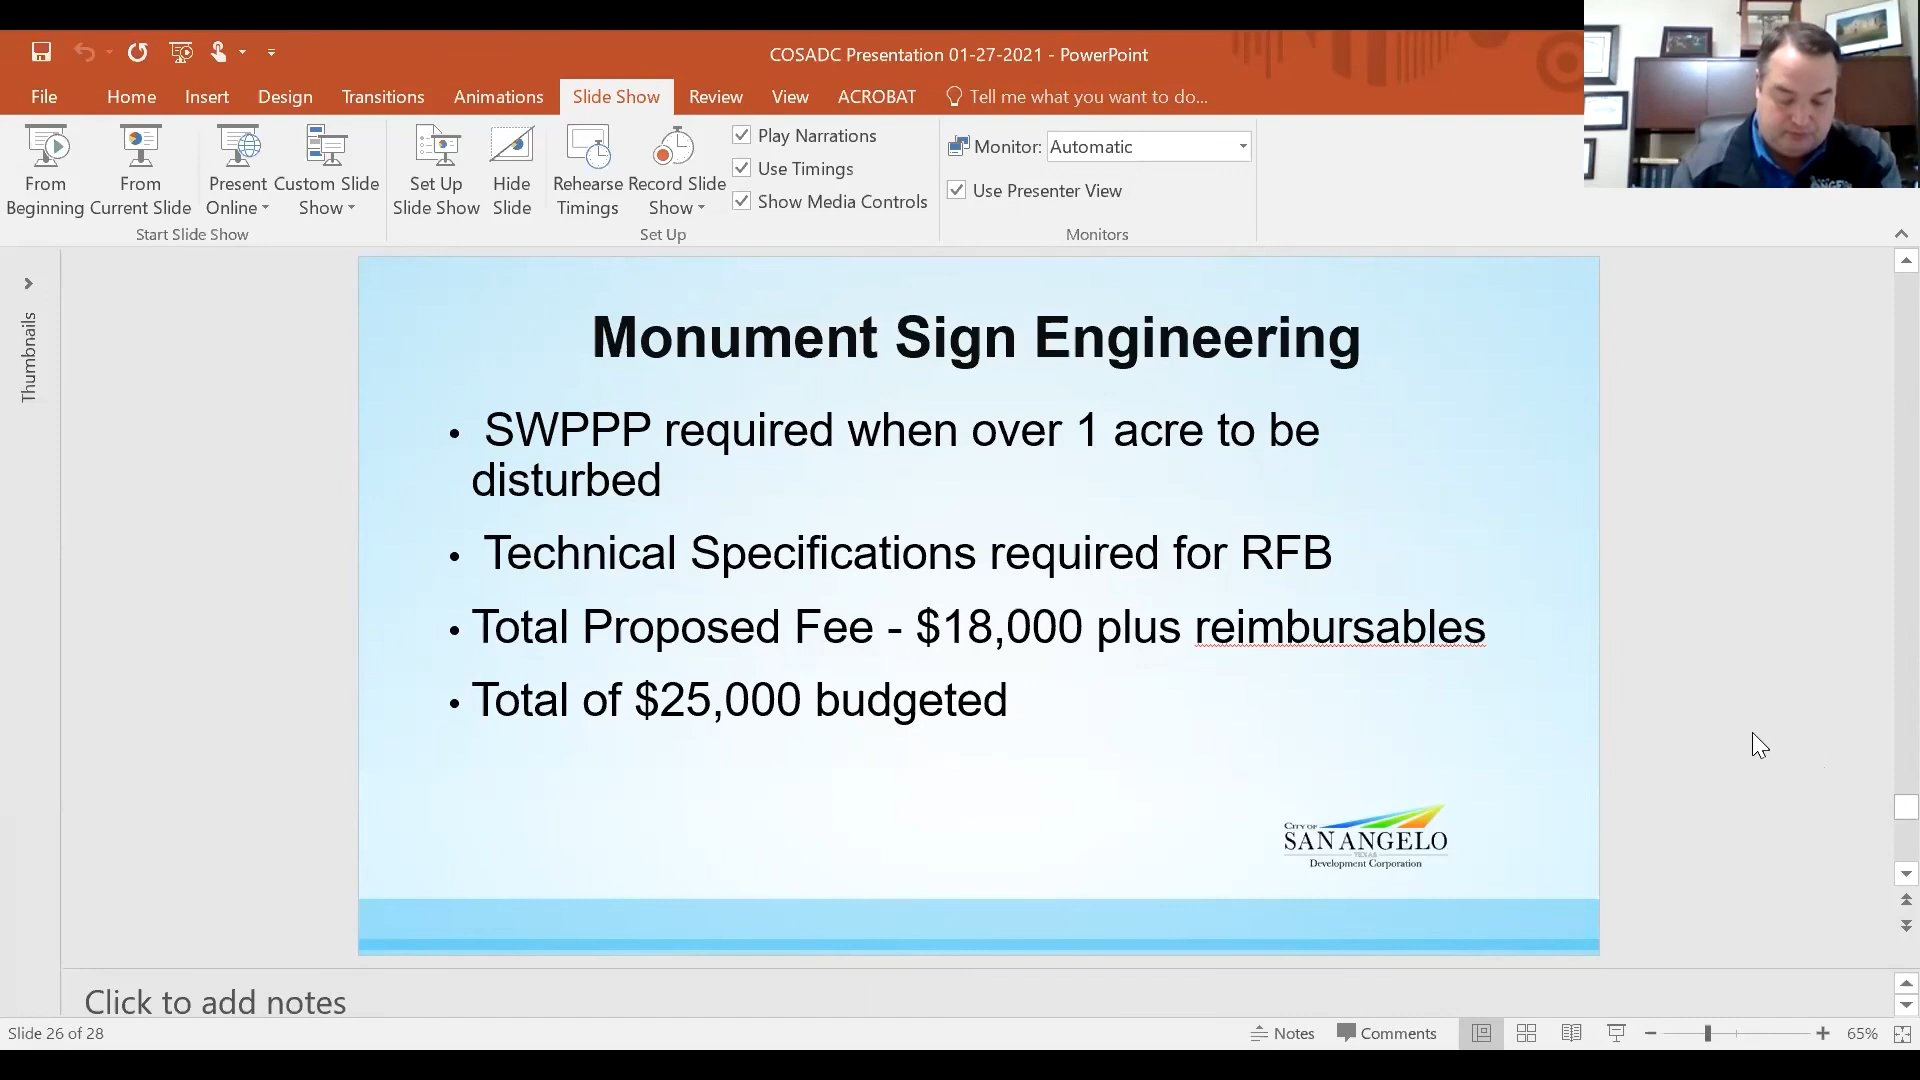 COSADC Presentation 01-27-2021 - PowerPoint
File Home Insert Design Transitions Animations Slide Show Review View ACROBAT Tell me what you want to do...
From Beginning
From Current Slide
Present Online
Custom Slide Show
Set Up Slide Show
Hide Slide
Rehearse Timings
Record Slide Show
Play Narrations
Use Timings
Show Media Controls
Monitor: Automatic
Use Presenter View
Start Slide Show
Set Up
Monitors
Thumbnails
Monument Sign Engineering
• SWPPP required when over 1 acre to be
disturbed
• Technical Specifications required for RFB
• Total Proposed Fee - $18,000 plus reimbursables
• Total of $25,000 budgeted
CITY OF
SAN ANGELO
TEXAS
Development Corporation
Click to add notes
Slide 26 of 28
Notes Comments 65%